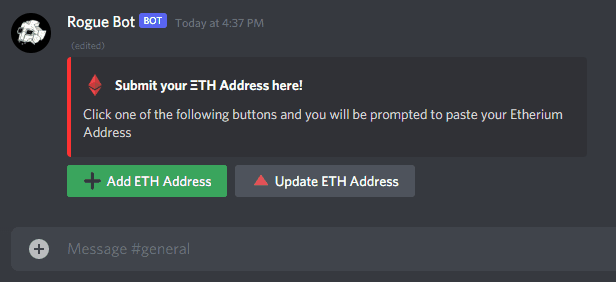 Rogue Bot BOT Today at 4:37 PM
(edited)
Submit your ΞTH Address here!
Click one of the following buttons and you will be prompted to paste your Etherium
Address
Add ETH Address Update ETH Address
Message #general